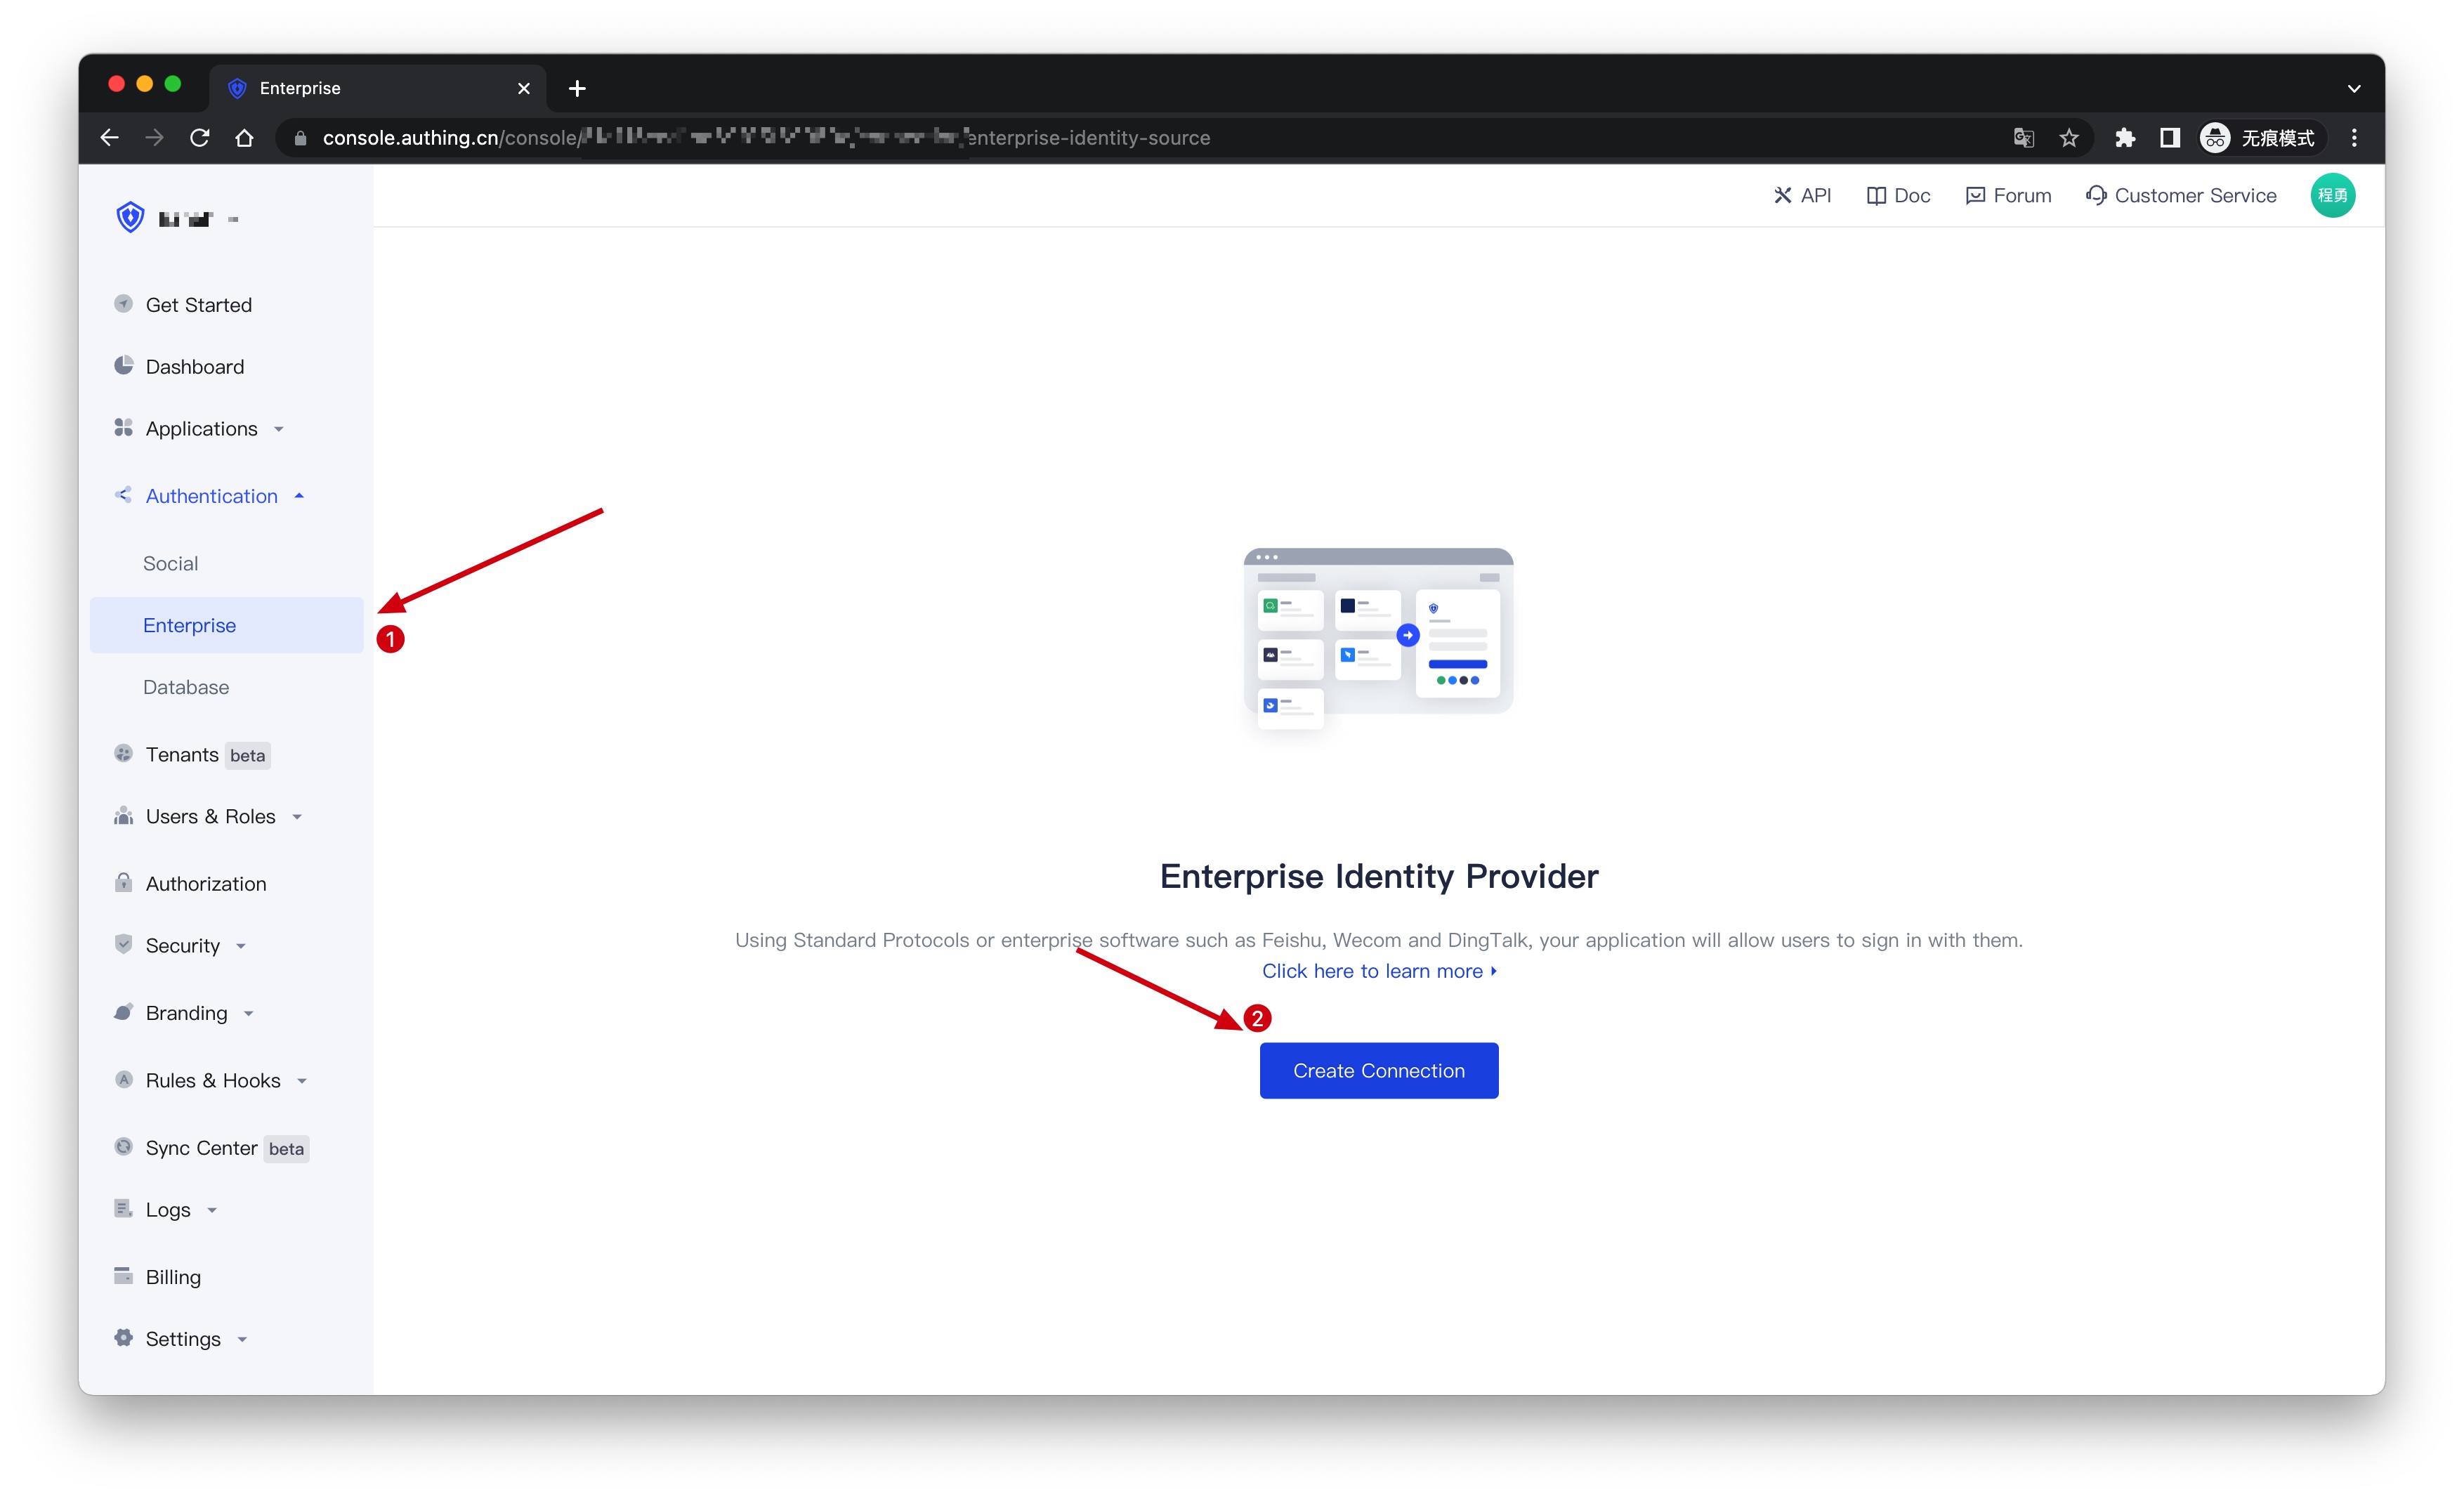 Enterprise
console.authing.cn/console/
enterprise-identity-source
无痕模式
API
Doc
Forum
Customer Service
程勇
Get Started
Dashboard
Applications
Authentication
Social
Enterprise
1
Database
Tenants beta
Users & Roles
Authorization
Security
Branding
Rules & Hooks
Sync Center beta
Logs
Billing
Settings
Enterprise Identity Provider
Using Standard Protocols or enterprise software such as Feishu, Wecom and DingTalk, your application will allow users to sign in with them.
Click here to learn more
2
Create Connection